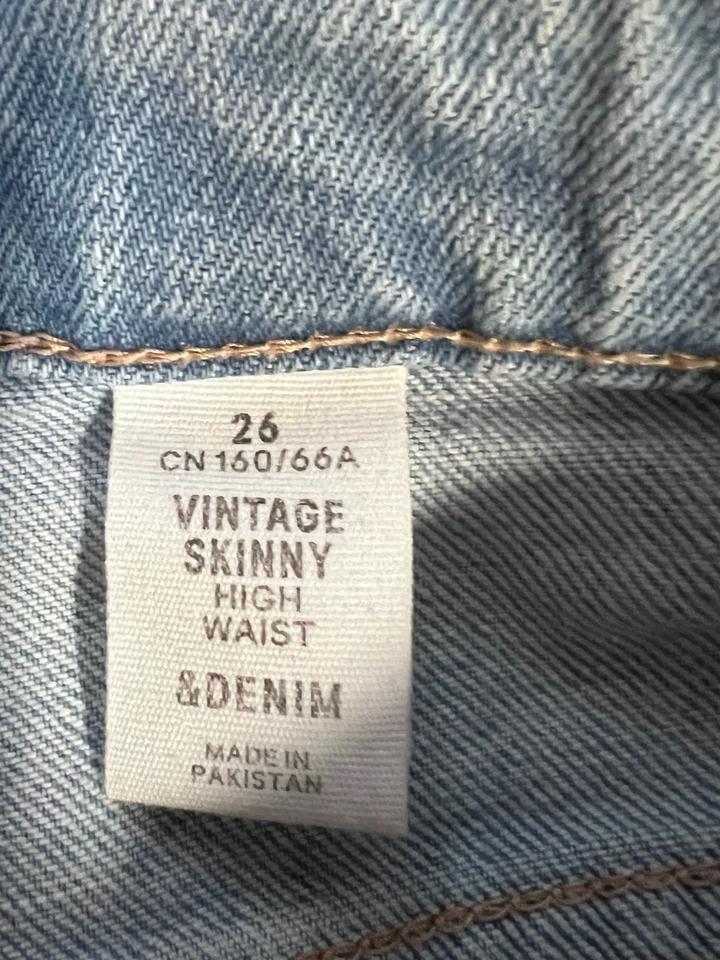 26
CN 160/66A
VINTAGE
SKINNY
HIGH
WAIST
&DENIM
MADE IN
PAKISTAN